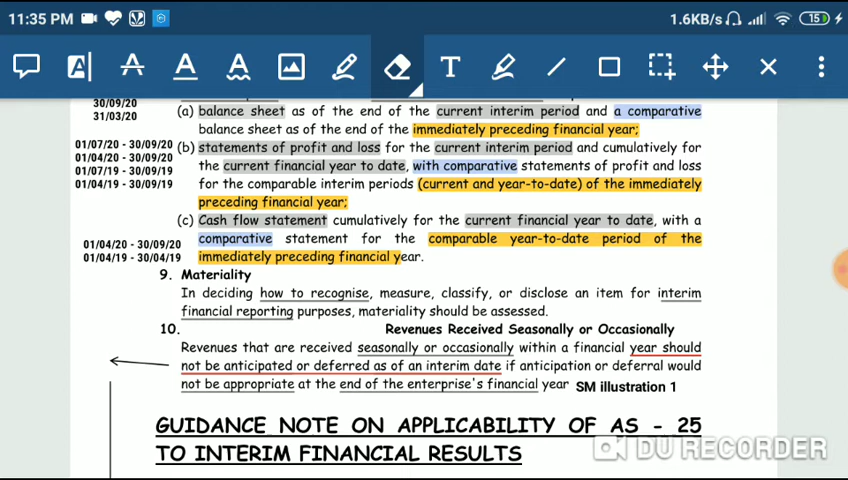 11:35 PM
1.6KB/s
15
A
A
A
A
T
30/09/20
31/03/20
(a) balance sheet as of the end of the current interim period and a comparative
balance sheet as of the end of the immediately preceding financial year;
01/07/20 - 30/09/20
01/04/20 - 30/09/20
01/07/19 - 30/09/19
01/04/19 - 30/09/19
(b) statements of profit and loss for the current interim period and cumulatively for
the current financial year to date, with comparative statements of profit and loss
for the comparable interim periods (current and year-to-date) of the immediately
preceding financial year;
(c) Cash flow statement cumulatively for the current financial year to date, with a
comparative statement for the comparable year-to-date period of the
immediately preceding financial year.
01/04/20 - 30/09/20
01/04/19 - 30/04/19
9. Materiality
In deciding how to recognise, measure, classify, or disclose an item for interim
financial reporting purposes, materiality should be assessed.
10. Revenues Received Seasonally or Occasionally
Revenues that are received seasonally or occasionally within a financial year should
not be anticipated or deferred as of an interim date if anticipation or deferral would
not be appropriate at the end of the enterprise's financial year SM illustration 1
GUIDANCE NOTE ON APPLICABILITY OF AS - 25
TO INTERIM FINANCIAL RESULTS
DU RECORDER